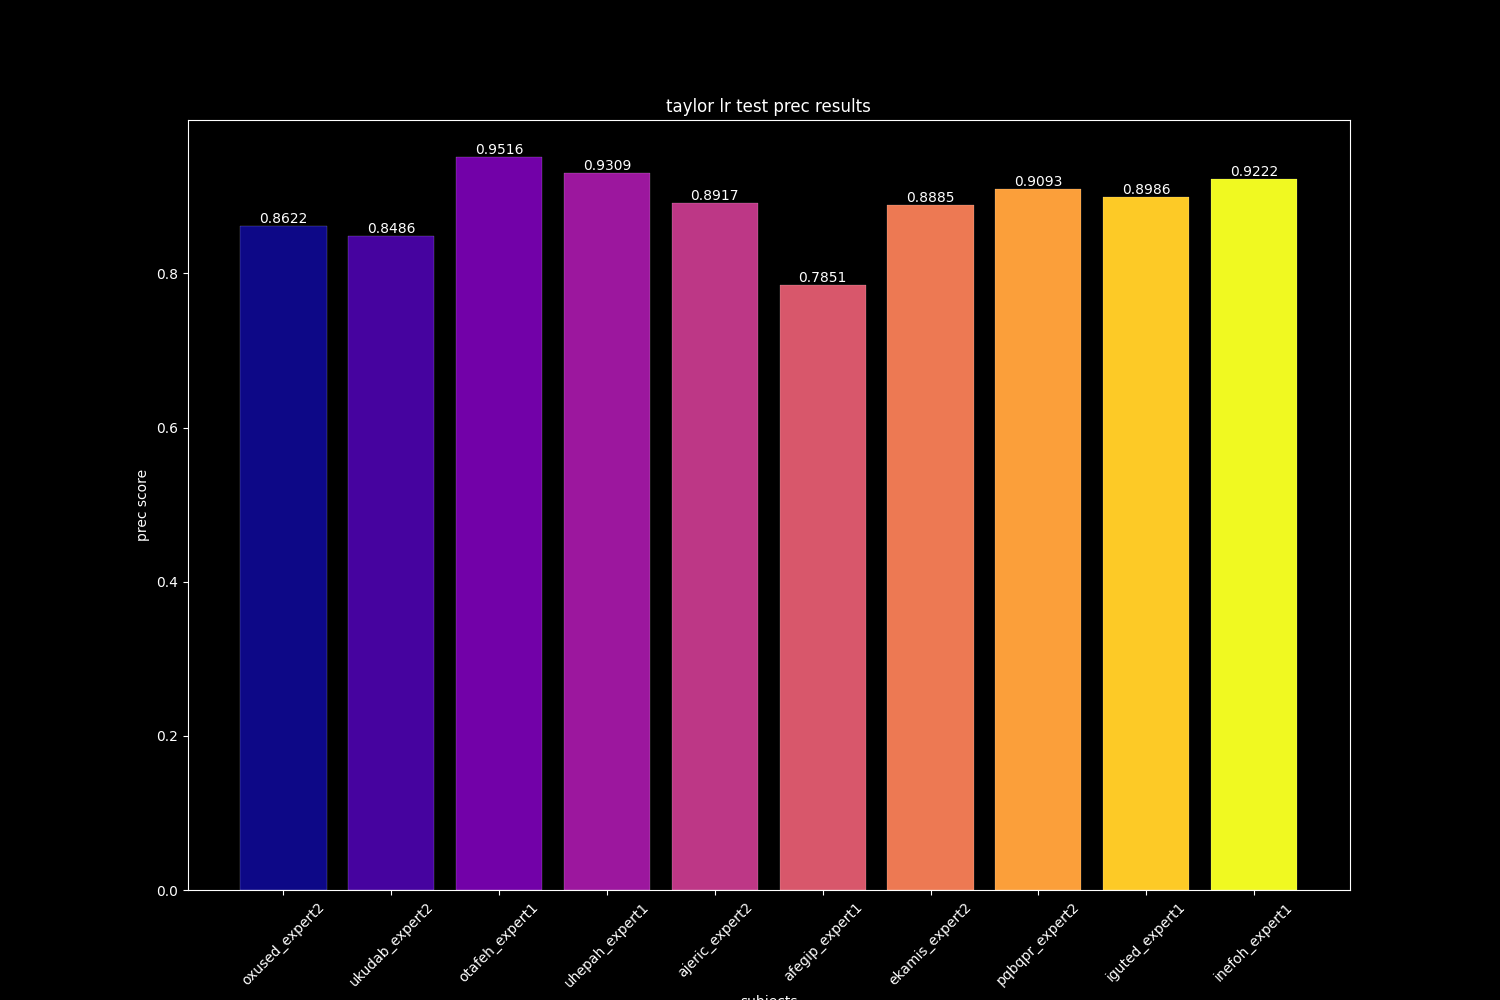 taylor lr test prec results
0.9516
0.9309
0.9222
0.9093
0.8986
0.8917
0.8885
0.8622
0.8486
0.7851
0.8
0.6
0.4
0.2
0.0
prec score
oxused_expert2
ukudab_expert2
otafeh_expert1
uhepah_expert1
ajeric_expert2
afegip_expert1
ekamis_expert2
pqbqpr_expert2
iguted_expert1
inefoh_expert1
subjects